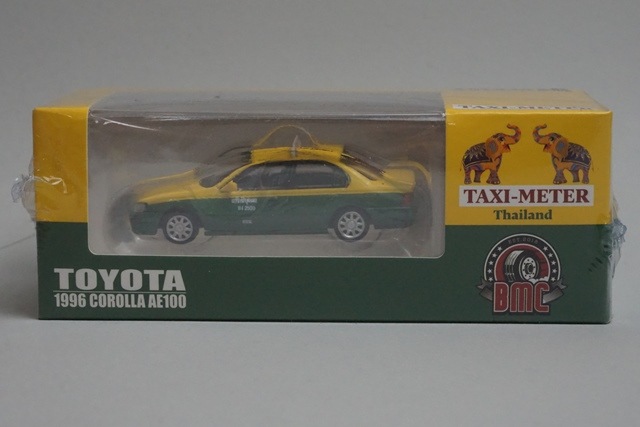 TAXI-METER
TAXI-METER
Thailand
TOYOTA
1996 COROLLA AE100
BMC